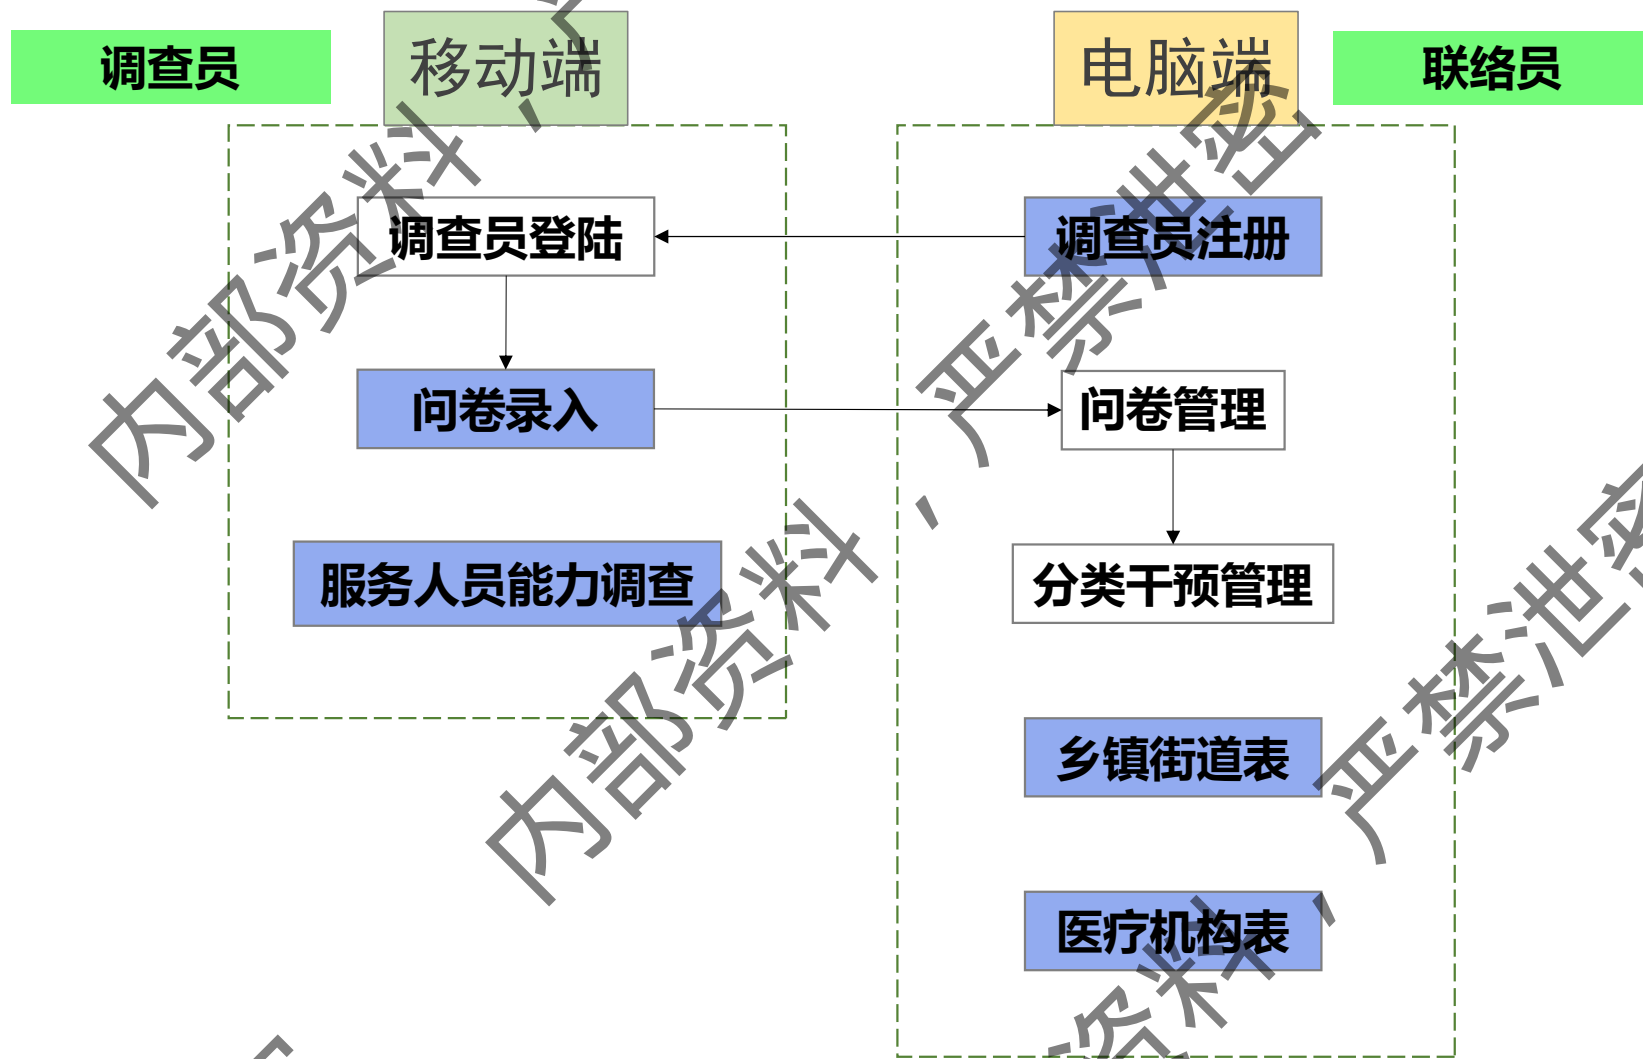 调查员
移动端
电脑端
联络员
调查员登陆
调查员注册
问卷录入
问卷管理
服务人员能力调查
分类干预管理
乡镇街道表
医疗机构表
内部资料，严禁泄密
内部资料，严禁泄密
资料，严禁泄密